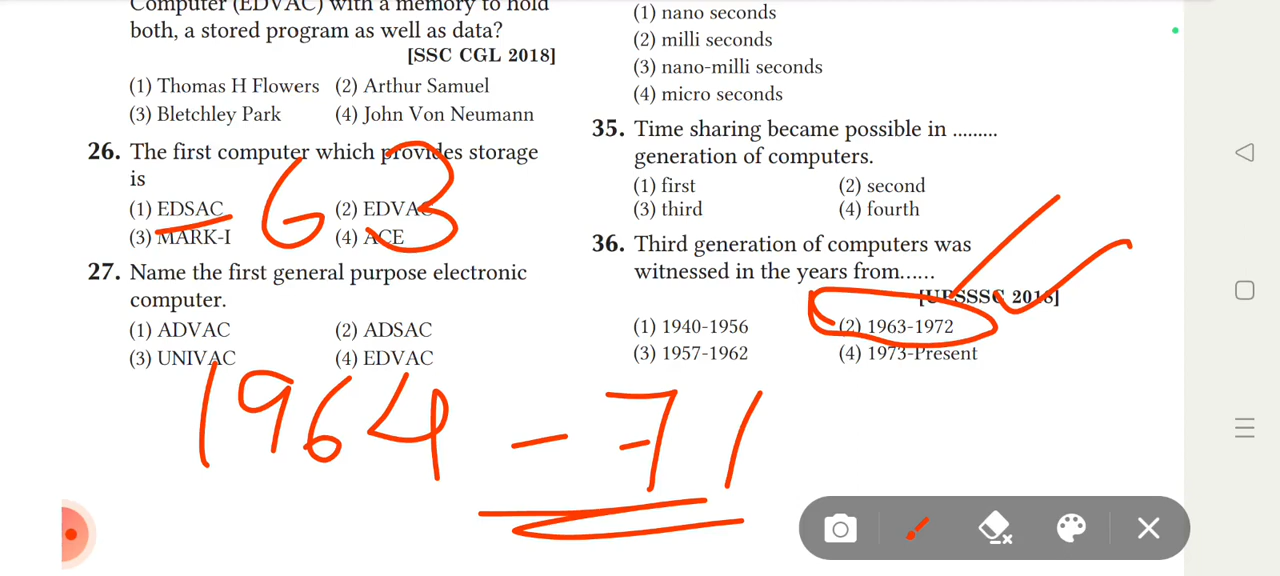 Computer (EDVAC) with a memory to hold
both, a stored program as well as data?
[SSC CGL 2018]
(1) Thomas H Flowers (2) Arthur Samuel
(3) Bletchley Park (4) John Von Neumann
26. The first computer which provides storage
is
(1) EDSAC (2) EDVAC
(3) MARK-I (4) ACE
27. Name the first general purpose electronic
computer.
(1) ADVAC (2) ADSAC
(3) UNIVAC (4) EDVAC
(1) nano seconds
(2) milli seconds
(3) nano-milli seconds
(4) micro seconds
35. Time sharing became possible in .........
generation of computers.
(1) first (2) second
(3) third (4) fourth
36. Third generation of computers was
witnessed in the years from......
[UPSSSC 2016]
(1) 1940-1956 (2) 1963-1972
(3) 1957-1962 (4) 1973-Present
63
1964 - 71